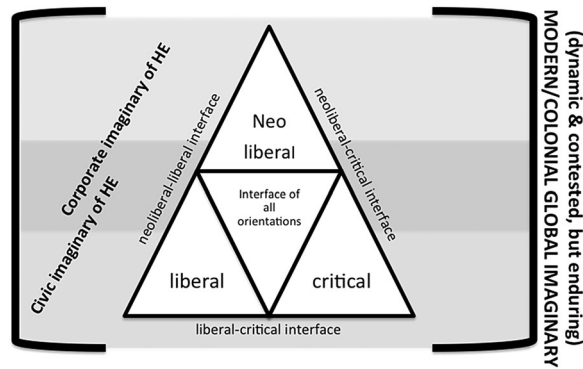 Corporate imaginary of HE
Civic imaginary of HE
neoliberal-liberal interface
Neo
liberal
neoliberal-critical interface
Interface of
all
orientations
liberal
critical
liberal-critical interface
(dynamic & contested, but enduring)
MODERN/COLONIAL GLOBAL IMAGINARY